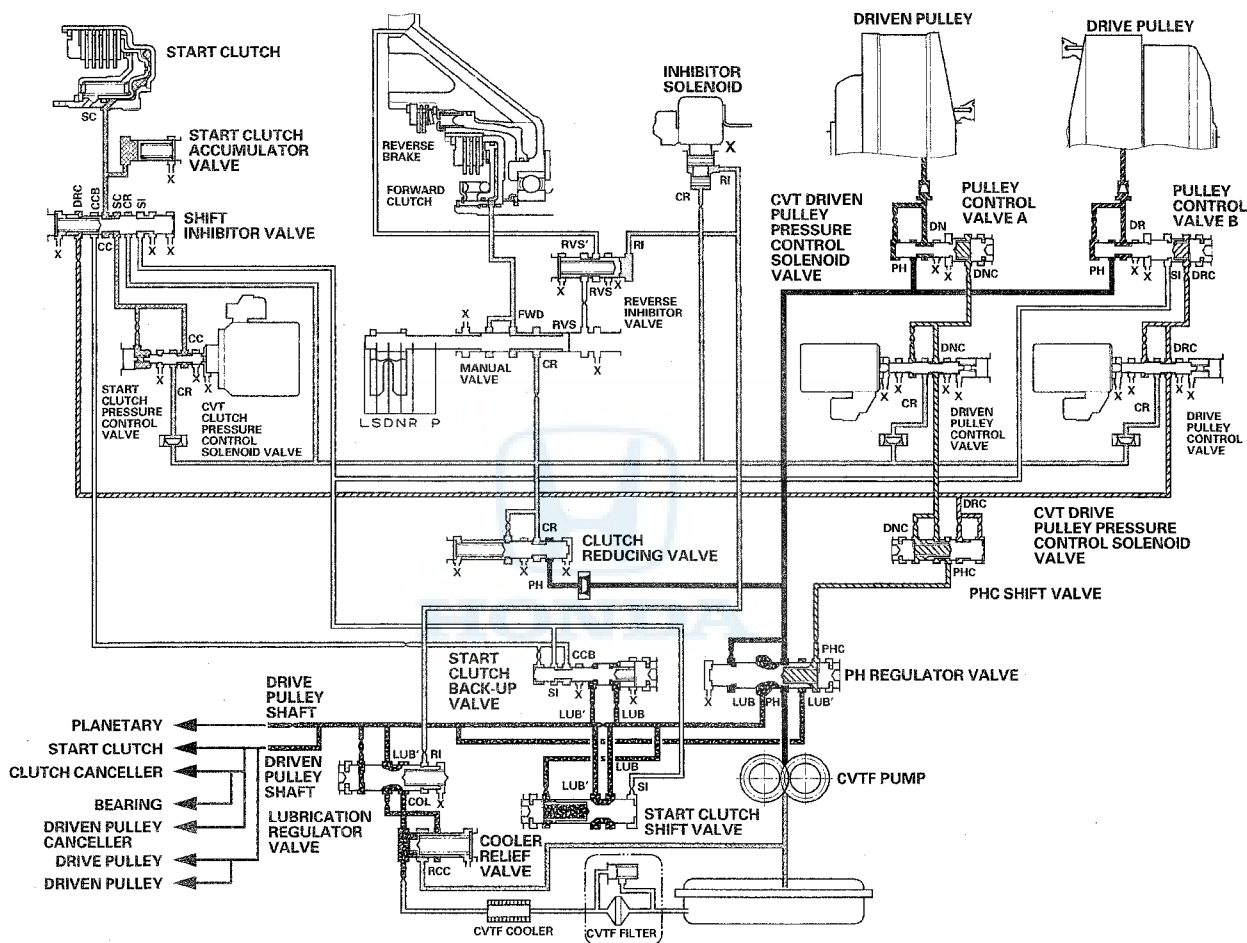 DRIVEN PULLEY
DRIVE PULLEY
START CLUTCH
INHIBITOR
SOLENOID
SC
X
START CLUTCH
ACCUMULATOR
VALVE
X
REVERSE
BRAKE
FORWARD
CLUTCH
RI
CR
DRC
CCB
SC
CR
SI
SHIFT
INHIBITOR VALVE
X
CC
X
X
CVT DRIVEN
PULLEY
PRESSURE
CONTROL
SOLENOID
VALVE
PULLEY
CONTROL
VALVE A
PULLEY
CONTROL
VALVE B
DN
PH
X
X
DNC
DR
PH
X
X
SI
DRC
RVS'
RI
X
RVS
X
REVERSE
INHIBITOR
VALVE
X
FWD
RVS
MANUAL
VALVE
CR
X
L S D N R P
CC
X
X
CR
X
START
CLUTCH
PRESSURE
CONTROL
VALVE
CVT
CLUTCH
PRESSURE
CONTROL
SOLENOID VALVE
DNC
X
X
X
X
CR
DRIVEN
PULLEY
CONTROL
VALVE
DRC
X
X
X
X
CR
DRIVE
PULLEY
CONTROL
VALVE
CR
CLUTCH
REDUCING VALVE
X
X
X
PH
DNC
DRC
PHC
CVT DRIVE
PULLEY PRESSURE
CONTROL SOLENOID
VALVE
PHC SHIFT VALVE
HONDA
START
CLUTCH
BACK-UP
VALVE
CCB
SI
X
X
LUB'
LUB
PHC
PH REGULATOR VALVE
X
LUB
PH
LUB'
DRIVE
PULLEY
SHAFT
PLANETARY
START CLUTCH
CLUTCH CANCELLER
BEARING
DRIVEN PULLEY
CANCELLER
DRIVE PULLEY
DRIVEN PULLEY
DRIVEN
PULLEY
SHAFT
LUB'
RI
COL
X
LUBRICATION
REGULATOR
VALVE
LUB
LUB'
SI
START CLUTCH
SHIFT VALVE
CVTF PUMP
COOLER
RELIEF
VALVE
RCC
CVTF COOLER
CVTF FILTER